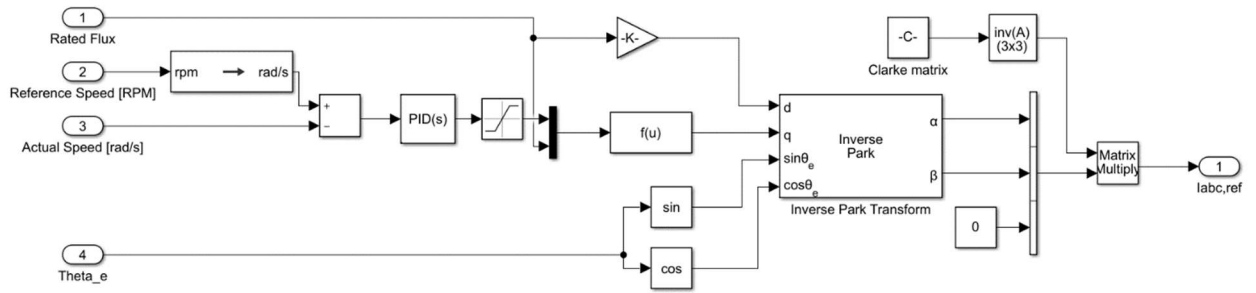 1
Rated Flux
2
Reference Speed [RPM]
rpm → rad/s
3
Actual Speed [rad/s]
+
−
PID(s)
-K-
f(u)
-C-
Clarke matrix
inv(A)
(3x3)
d
q
sinθe
cosθe
Inverse
Park
α
β
Inverse Park Transform
sin
cos
0
Matrix
Multiply
1
Iabc,ref
4
Theta_e